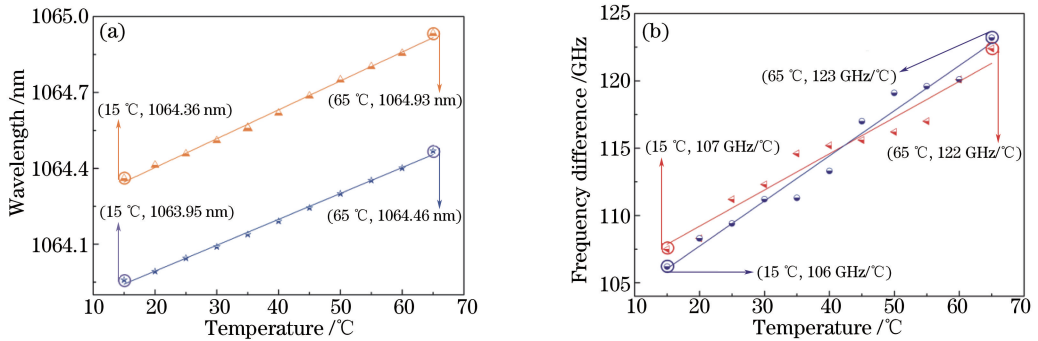 (a)
1065.0
1064.7
1064.4
1064.1
Wavelength /nm
(15 ℃, 1064.36 nm)
(65 ℃, 1064.93 nm)
(15 ℃, 1063.95 nm)
(65 ℃, 1064.46 nm)
10 20 30 40 50 60 70
Temperature /℃
(b)
125
120
115
110
105
Frequency difference /GHz
(65 ℃, 123 GHz/℃)
(15 ℃, 107 GHz/℃)
(65 ℃, 122 GHz/℃)
(15 ℃, 106 GHz/℃)
10 20 30 40 50 60 70
Temperature /℃